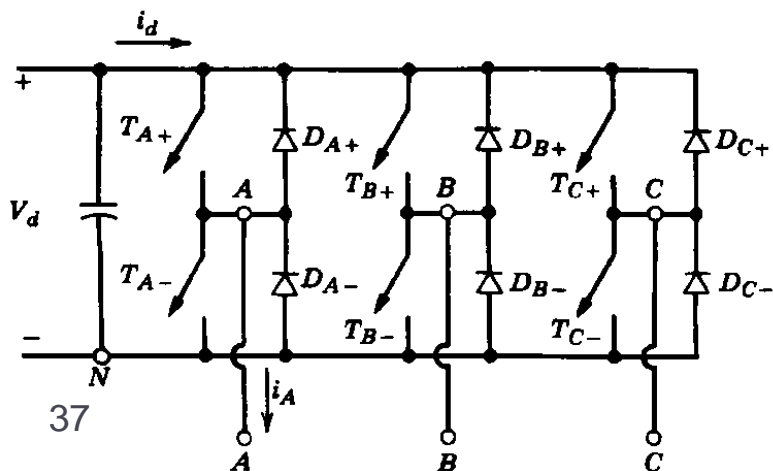 i_d
+
T_{A+} D_{A+} D_{B+} D_{C+}
T_{B+} T_{C+}
A B C
V_d
T_{A-} D_{A-} D_{B-} D_{C-}
T_{B-} T_{C-}
−
N
i_A
37
A B C